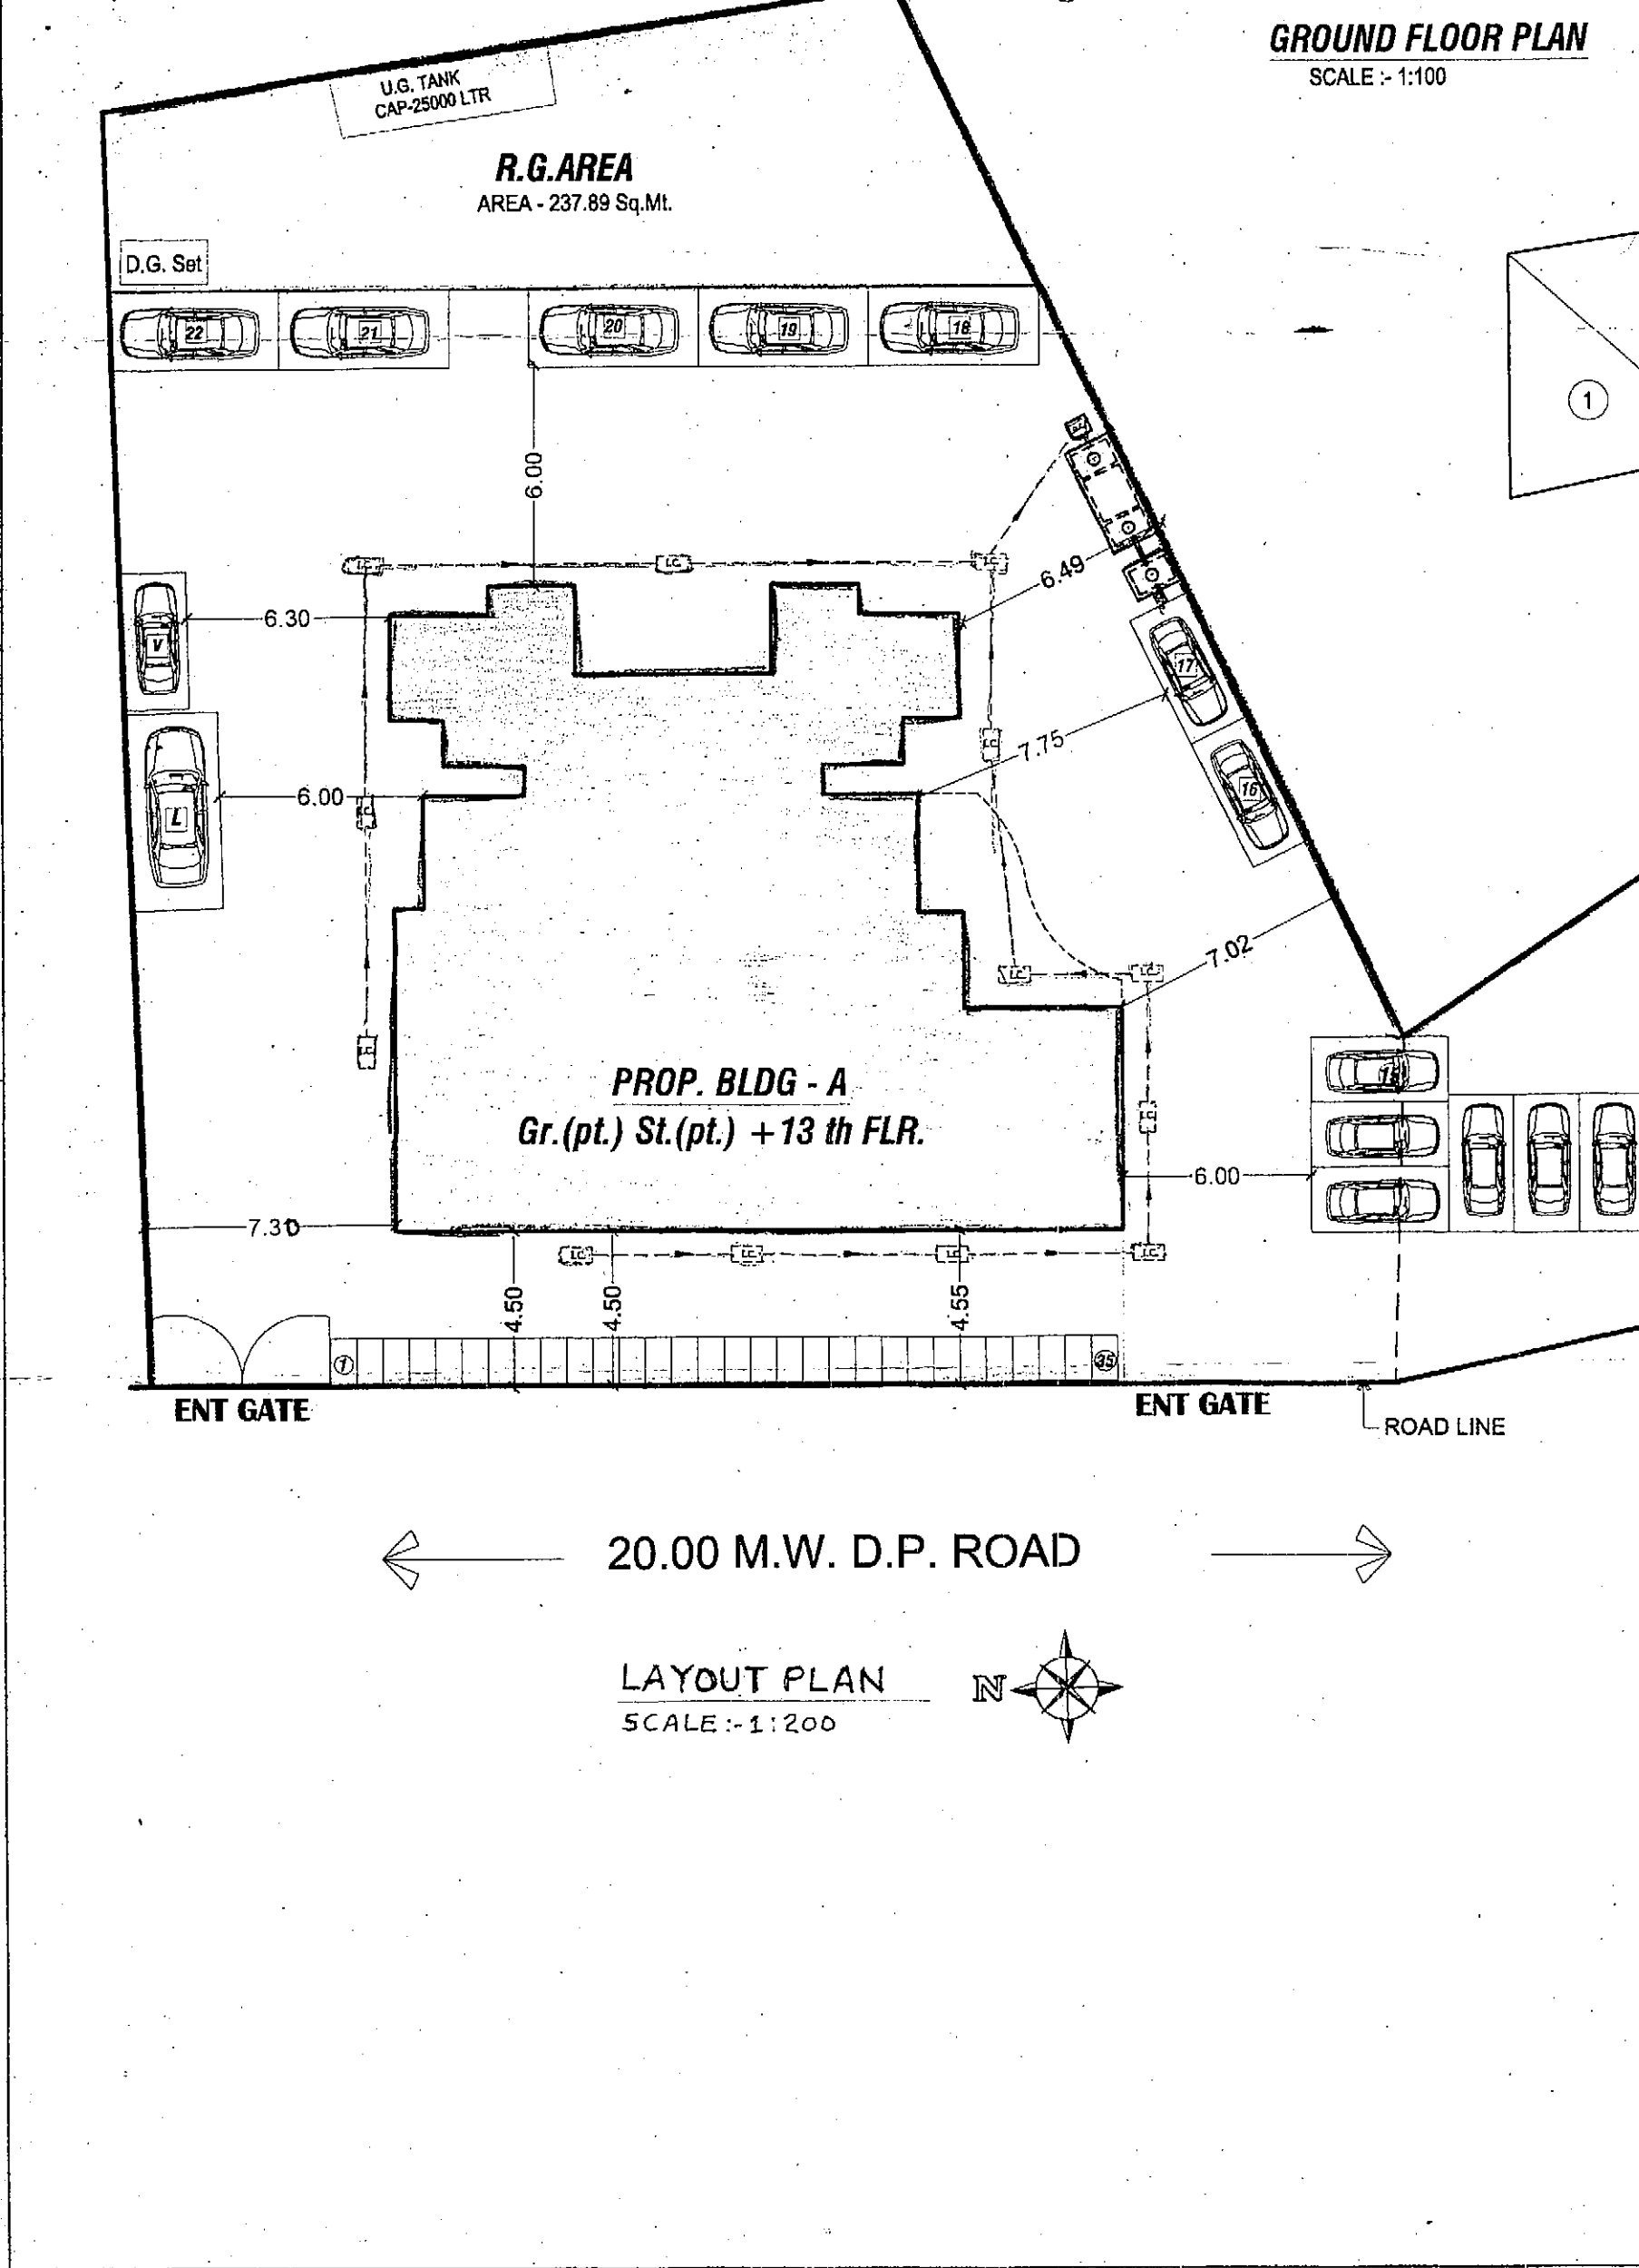 GROUND FLOOR PLAN
SCALE :- 1:100
U.G. TANK
CAP-25000 LTR
R.G.AREA
AREA - 237.89 Sq.Mt.
D.G. Set
22
21
20
19
18
1
6.00
I.C
I.C
I.C
6.49
6.30
V
17
7.75
I.C
16
6.00
L
I.C
7.02
I.C
I.C
I.C
PROP. BLDG - A
Gr.(pt.) St.(pt.) + 13 th FLR.
15
I.C
6.00
7.30
I.C
I.C
I.C
I.C
4.50
4.50
4.55
1
35
ENT GATE
ENT GATE
ROAD LINE
20.00 M.W. D.P. ROAD
LAYOUT PLAN
SCALE:-1:200
N